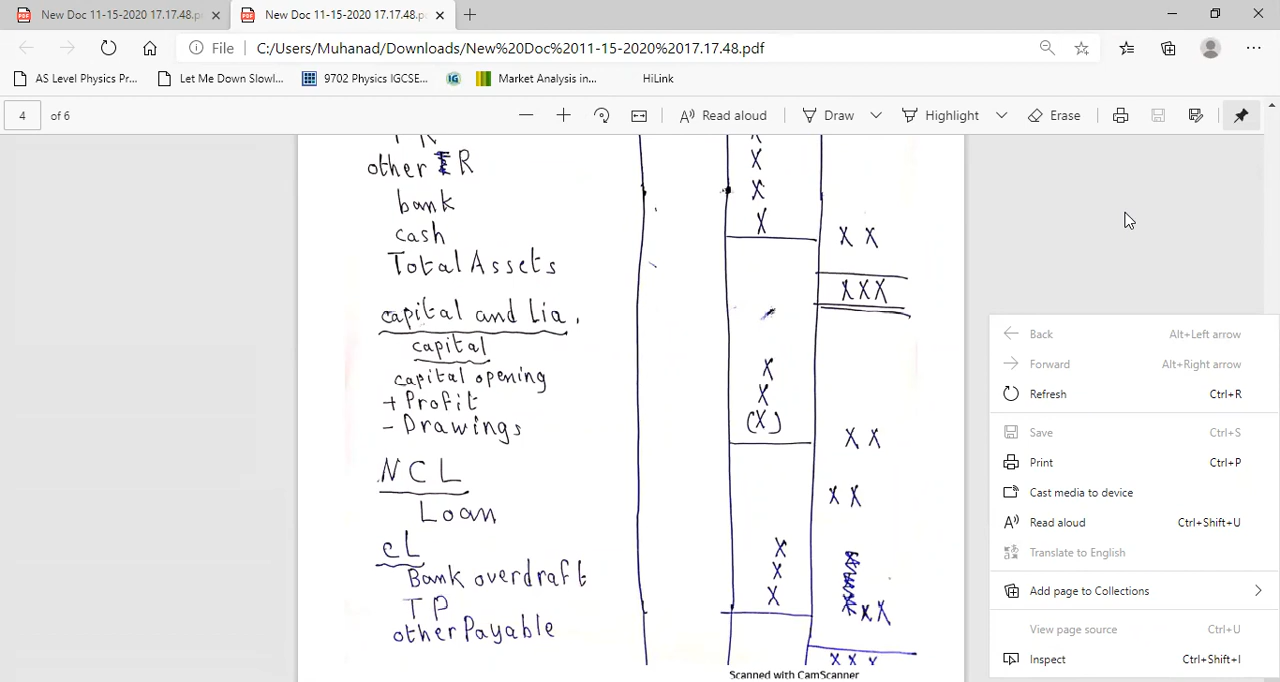 New Doc 11-15-2020 17.17.48.p
New Doc 11-15-2020 17.17.48.p
File C:/Users/Muhanad/Downloads/New%20Doc%2011-15-2020%2017.17.48.pdf
AS Level Physics Pr... Let Me Down Slowl... 9702 Physics IGCSE... IG Market Analysis in... HiLink
4 of 6 Read aloud Draw Highlight Erase
X
other R X
bank X
cash X X X
Total Assets
XXX
capital and Lia.
capital
capital opening X
+ Profit X
- Drawings (X)
X X
NCL
Loan X X
CL
X
Bank overdraft X
TP X
X X
other Payable
X X X
Scanned with CamScanner
Back Alt+Left arrow
Forward Alt+Right arrow
Refresh Ctrl+R
Save Ctrl+S
Print Ctrl+P
Cast media to device
Read aloud Ctrl+Shift+U
Translate to English
Add page to Collections
View page source Ctrl+U
Inspect Ctrl+Shift+I